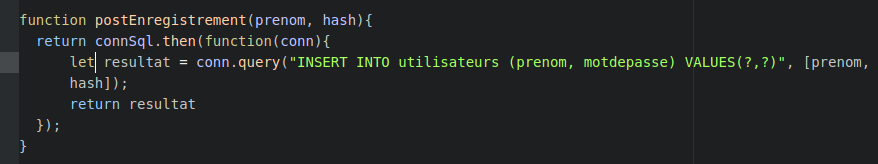 function postEnregistrement(prenom, hash){
return connSql.then(function(conn){
let resultat = conn.query("INSERT INTO utilisateurs (prenom, motdepasse) VALUES(?,?)", [prenom,
hash]);
return resultat
});
}